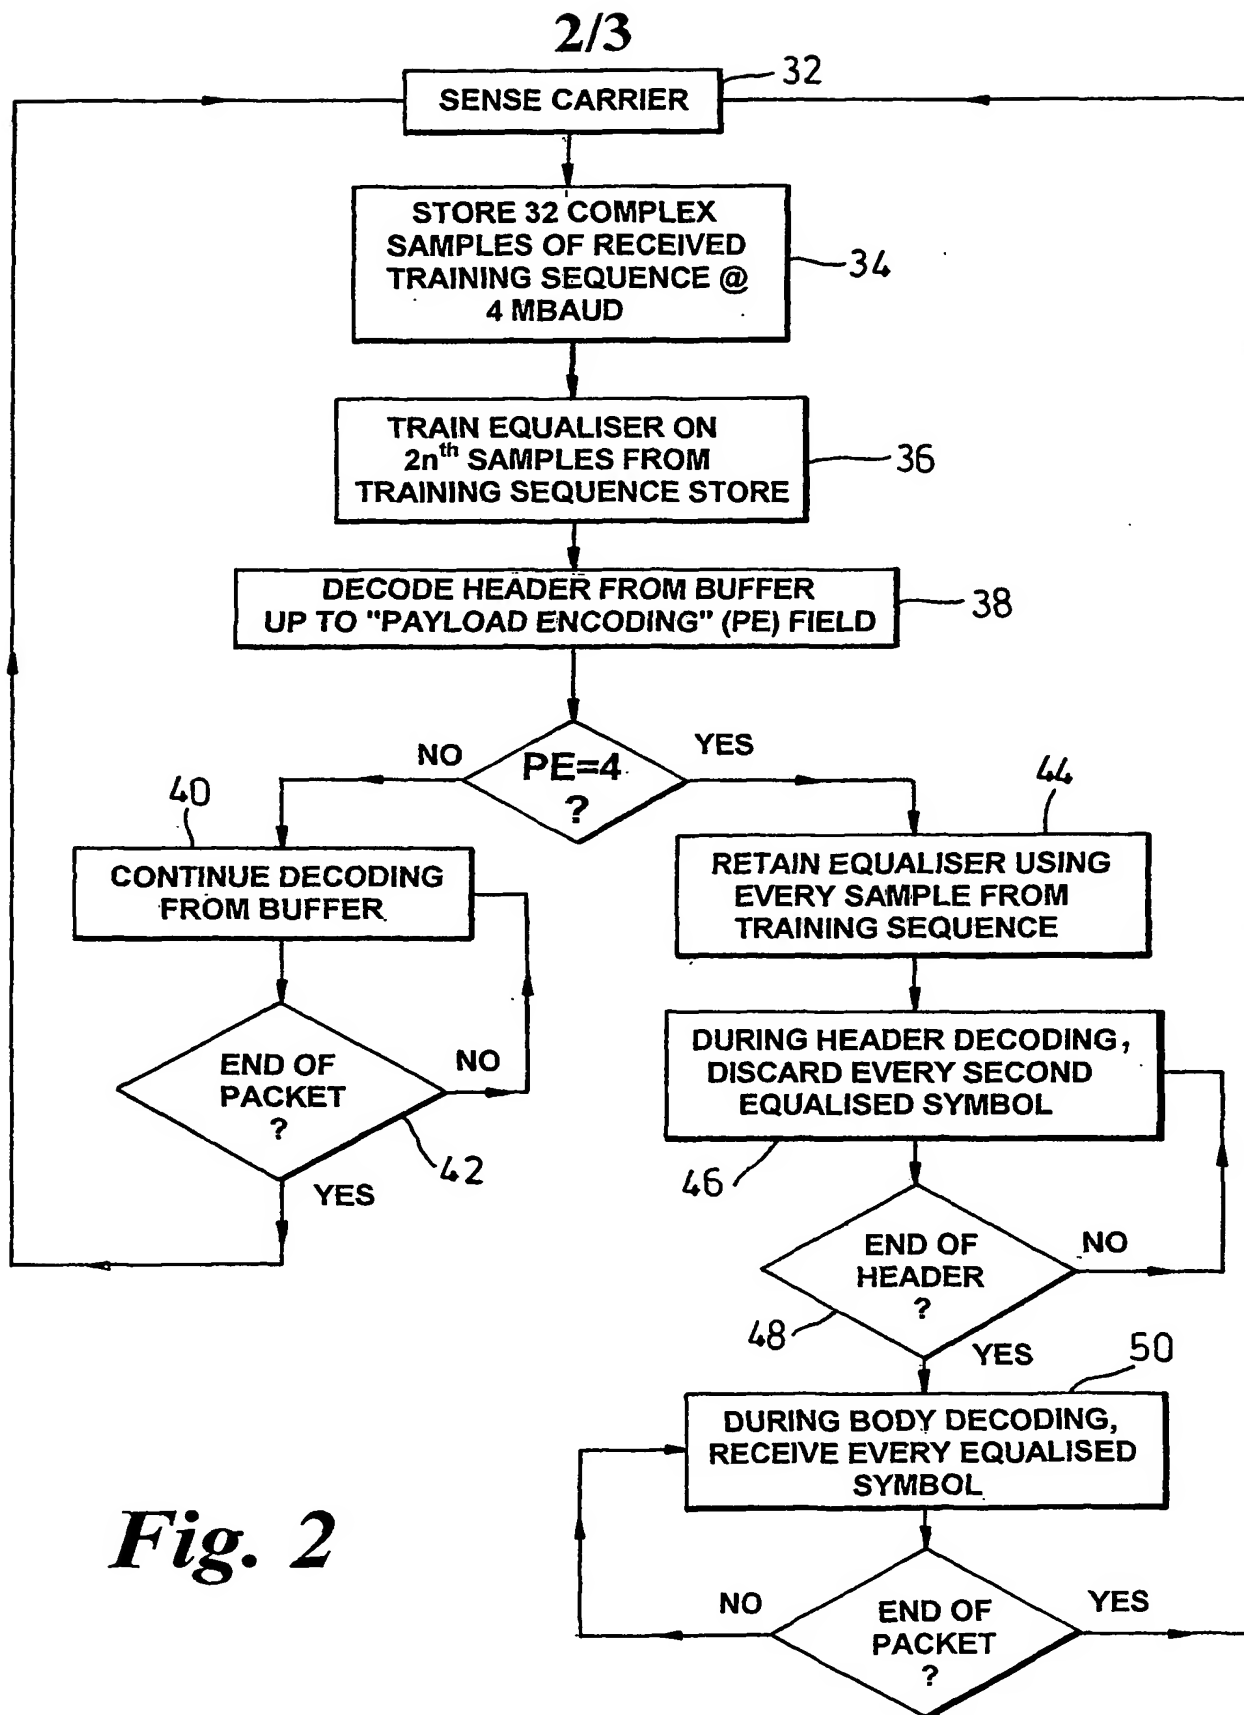 2/3
SENSE CARRIER
32
STORE 32 COMPLEX
SAMPLES OF RECEIVED
TRAINING SEQUENCE @
4 MBAUD
34
TRAIN EQUALISER ON
2nth SAMPLES FROM
TRAINING SEQUENCE STORE
36
DECODE HEADER FROM BUFFER
UP TO "PAYLOAD ENCODING" (PE) FIELD
38
PE=4
?
NO
YES
40
CONTINUE DECODING
FROM BUFFER
END OF
PACKET
?
NO
42
YES
44
RETAIN EQUALISER USING
EVERY SAMPLE FROM
TRAINING SEQUENCE
DURING HEADER DECODING,
DISCARD EVERY SECOND
EQUALISED SYMBOL
46
END OF
HEADER
?
NO
48
YES
50
DURING BODY DECODING,
RECEIVE EVERY EQUALISED
SYMBOL
END OF
PACKET
?
NO
YES
Fig. 2